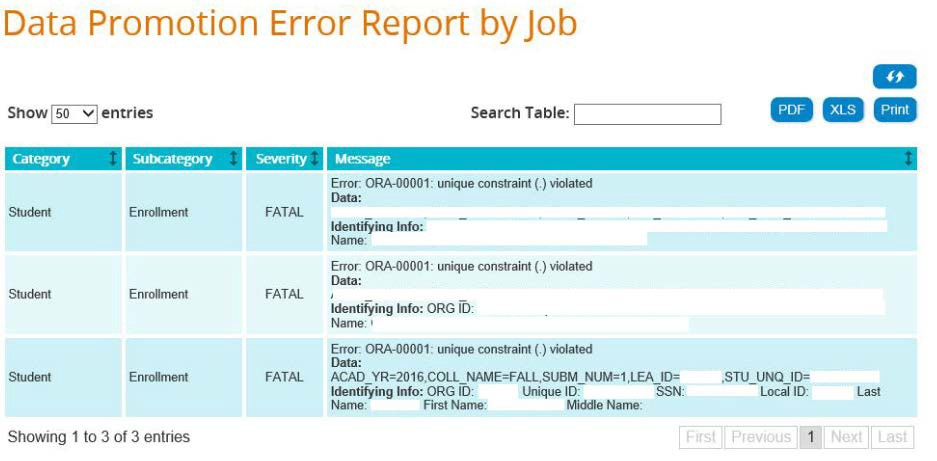 Data Promotion Error Report by Job
Show 50 entries
Search Table:
PDF XLS Print
Category Subcategory Severity Message
Error: ORA-00001: unique constraint (.) violated
Data:
Student Enrollment FATAL
Identifying Info:
Name:
Error: ORA-00001: unique constraint (.) violated
Data:
Student Enrollment FATAL
Identifying Info: ORG ID:
Name:
Error: ORA-00001: unique constraint (.) violated
Data:
Student Enrollment FATAL
ACAD_YR=2016,COLL_NAME=FALL,SUBM_NUM=1,LEA_ID= ,STU_UNQ_ID=
Identifying Info: ORG ID: Unique ID: SSN: Local ID: Last
Name: First Name: Middle Name:
Showing 1 to 3 of 3 entries
First Previous 1 Next Last